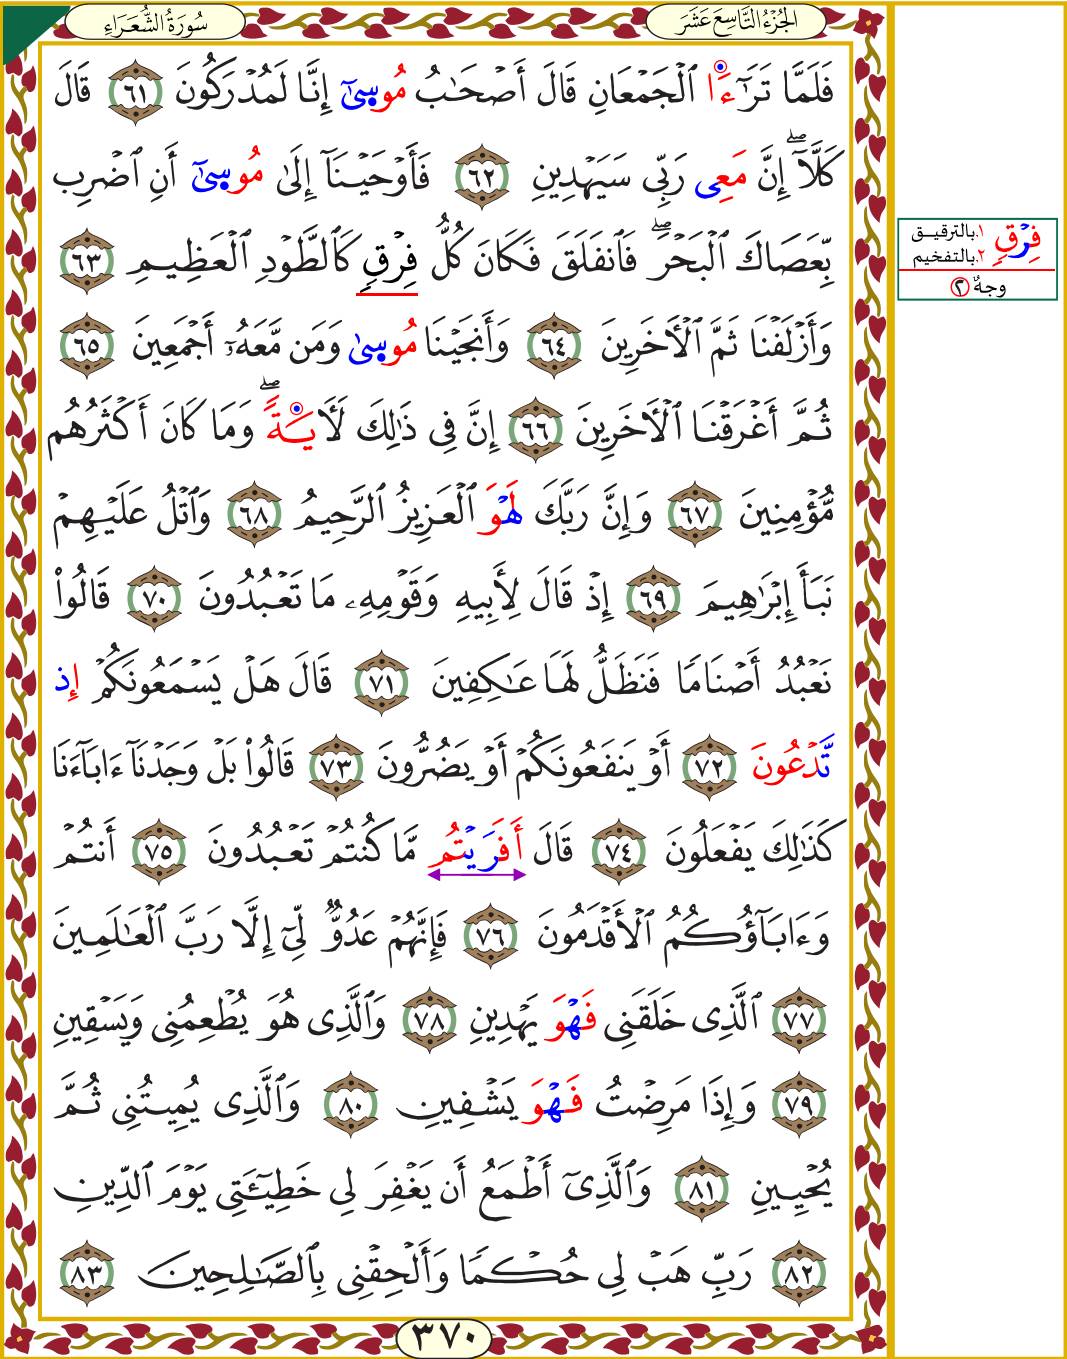 سُورَةُ الشُّعَرَاءِ
الجُزْءُ التَّاسِعَ عَشَرَ
فَلَمَّا تَرَٰٓءَا ٱلْجَمْعَانِ قَالَ أَصْحَٰبُ مُوسِىٰٓ إِنَّا لَمُدْرَكُونَ ٦١ قَالَ
كَلَّآۖ إِنَّ مَعِى رَبِّى سَيَهْدِينِ ٦٢ فَأَوْحَيْنَآ إِلَىٰ مُوسِىٰٓ أَنِ ٱضْرِب
بِّعَصَاكَ ٱلْبَحْرَۖ فَٱنفَلَقَ فَكَانَ كُلُّ فِرْقٍ كَٱلطَّوْدِ ٱلْعَظِيمِ ٦٣
وَأَزْلَفْنَا ثَمَّ ٱلْأَخَرِينَ ٦٤ وَأَنجَيْنَا مُوسِىٰ وَمَن مَّعَهُۥٓ أَجْمَعِينَ ٦٥
ثُمَّ أَغْرَقْنَا ٱلْأَخَرِينَ ٦٦ إِنَّ فِى ذَٰلِكَ لَأٓيَةًۖ وَمَا كَانَ أَكْثَرُهُم
مُّؤْمِنِينَ ٦٧ وَإِنَّ رَبَّكَ لَهْوَ ٱلْعَزِيزُ ٱلرَّحِيمُ ٦٨ وَٱتْلُ عَلَيْهِمْ
نَبَأَ إِبْرَٰهِيمَ ٦٩ إِذْ قَالَ لِأَبِيهِ وَقَوْمِهِۦ مَا تَعْبُدُونَ ٧٠ قَالُوا۟
نَعْبُدُ أَصْنَامًا فَنَظَلُّ لَهَا عَٰكِفِينَ ٧١ قَالَ هَلْ يَسْمَعُونَكُمْ إِذ
تَّدْعُونَ ٧٢ أَوْ يَنفَعُونَكُمْ أَوْ يَضُرُّونَ ٧٣ قَالُوا۟ بَلْ وَجَدْنَآ ءَابَآءَنَا
كَذَٰلِكَ يَفْعَلُونَ ٧٤ قَالَ أَفَرَيْتُم مَّا كُنتُمْ تَعْبُدُونَ ٧٥ أَنتُمْ
وَءَابَآؤُكُمُ ٱلْأَقْدَمُونَ ٧٦ فَإِنَّهُمْ عَدُوٌّ لِّىٓ إِلَّا رَبَّ ٱلْعَٰلَمِينَ
٧٧ ٱلَّذِى خَلَقَنِى فَهْوَ يَهْدِينِ ٧٨ وَٱلَّذِى هُوَ يُطْعِمُنِى وَيَسْقِينِ
٧٩ وَإِذَا مَرِضْتُ فَهْوَ يَشْفِينِ ٨٠ وَٱلَّذِى يُمِيتُنِى ثُمَّ
يُحْيِينِ ٨١ وَٱلَّذِىٓ أَطْمَعُ أَن يَغْفِرَ لِى خَطِيٓـَٔتِى يَوْمَ ٱلدِّينِ
٨٢ رَبِّ هَبْ لِى حُكْمًا وَأَلْحِقْنِى بِٱلصَّٰلِحِينَ ٨٣
٣٧٠
فِرْقٍ ١.بالترقيـق
٢.بالتفخيم
٢ وجهٌ